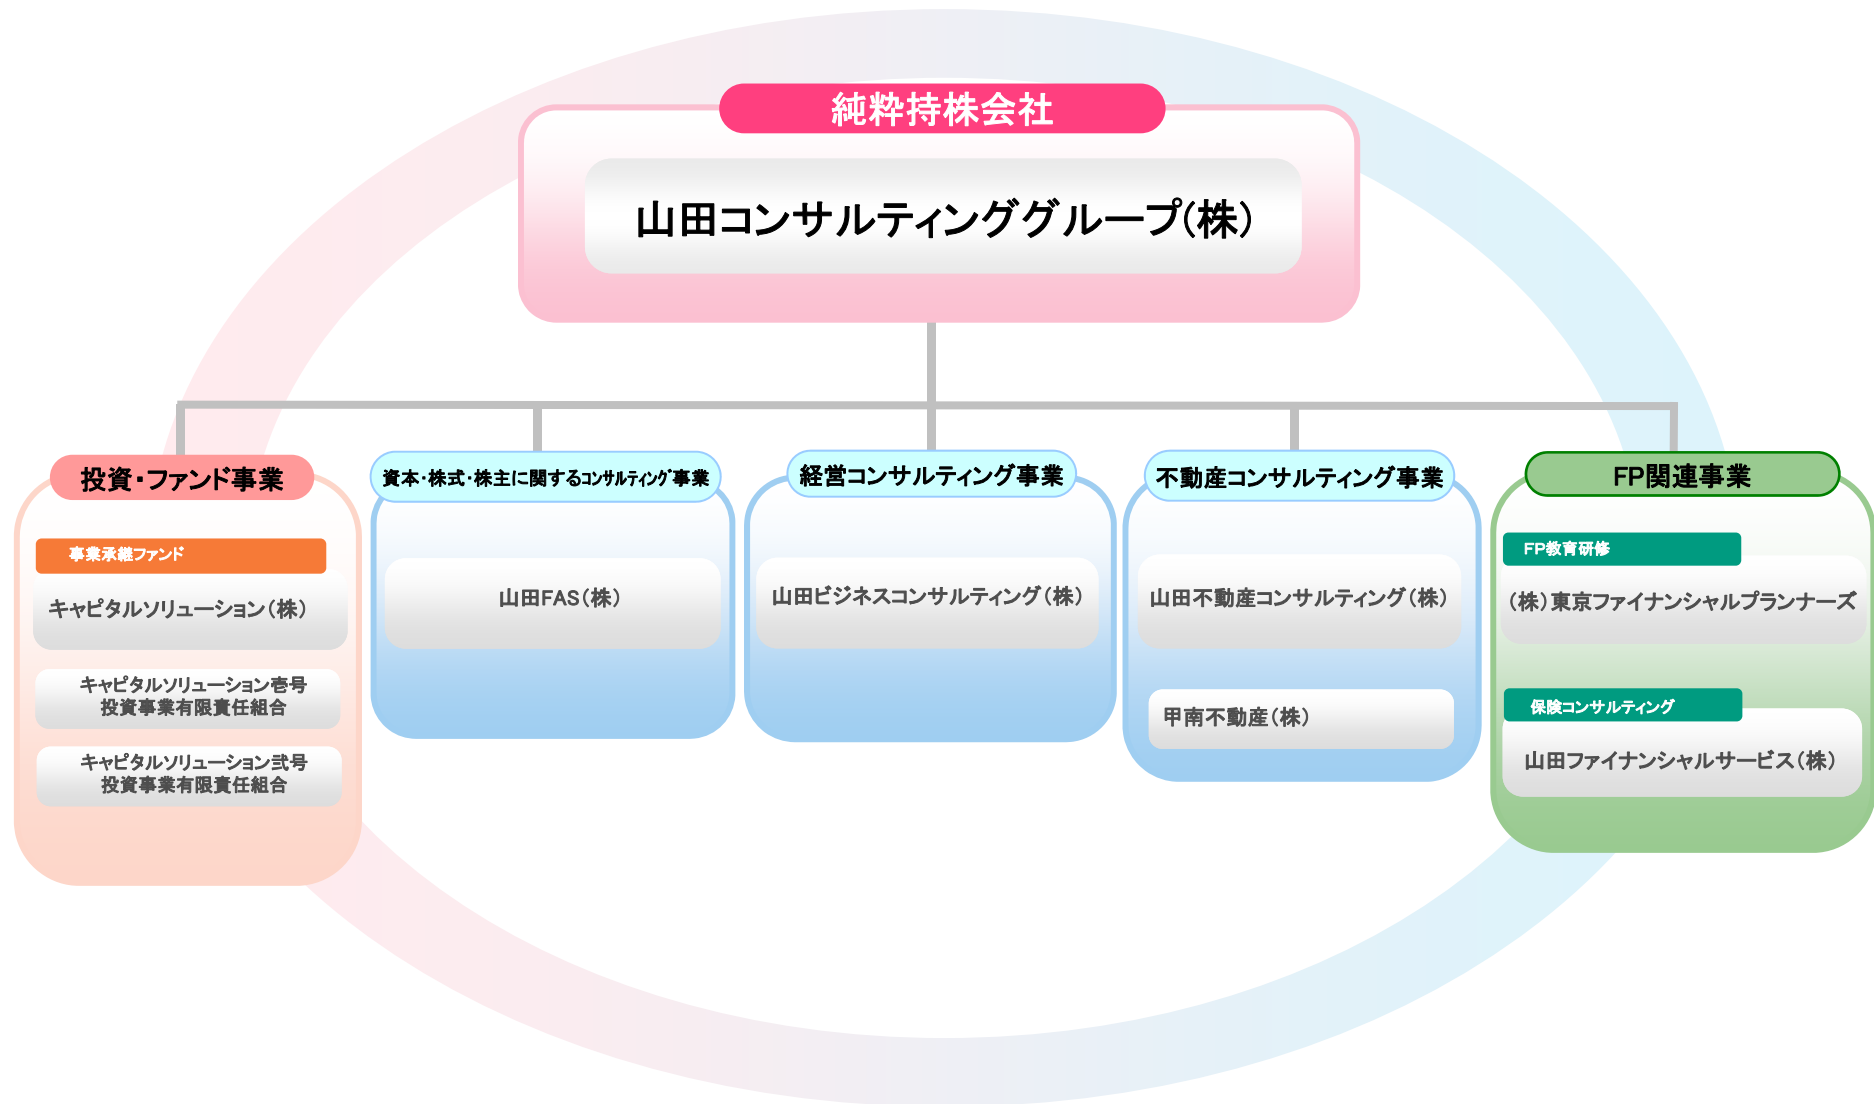 純粋持株会社
山田コンサルティンググループ(株)
投資・ファンド事業
事業承継ファンド
キャピタルソリューション(株)
キャピタルソリューション壱号
投資事業有限責任組合
キャピタルソリューション弐号
投資事業有限責任組合
資本・株式・株主に関するコンサルティング事業
山田FAS(株)
経営コンサルティング事業
山田ビジネスコンサルティング(株)
不動産コンサルティング事業
山田不動産コンサルティング(株)
甲南不動産(株)
FP関連事業
FP教育研修
(株)東京ファイナンシャルプランナーズ
保険コンサルティング
山田ファイナンシャルサービス(株)